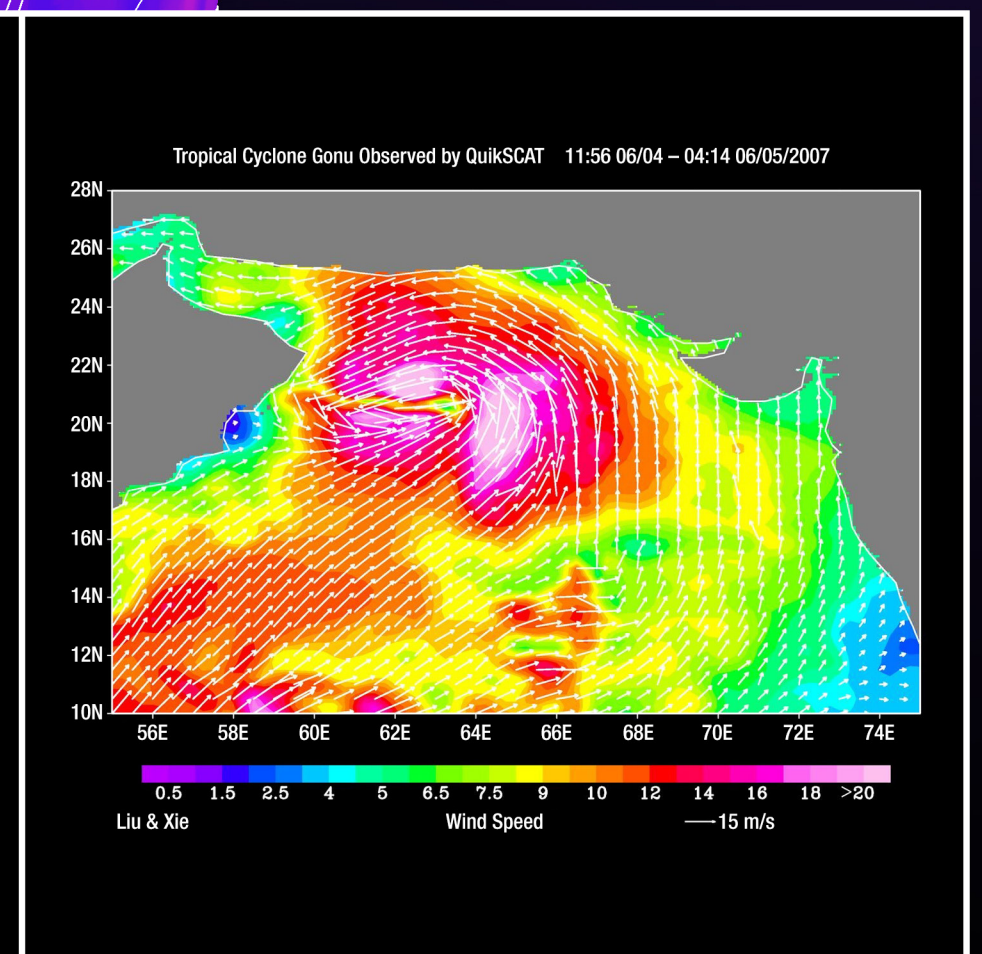 Tropical Cyclone Gonu Observed by QuikSCAT 11:56 06/04 – 04:14 06/05/2007
28N
26N
24N
22N
20N
18N
16N
14N
12N
10N
56E 58E 60E 62E 64E 66E 68E 70E 72E 74E
0.5 1.5 2.5 4 5 6.5 7.5 9 10 12 14 16 18 >20
Liu & Xie Wind Speed 15 m/s